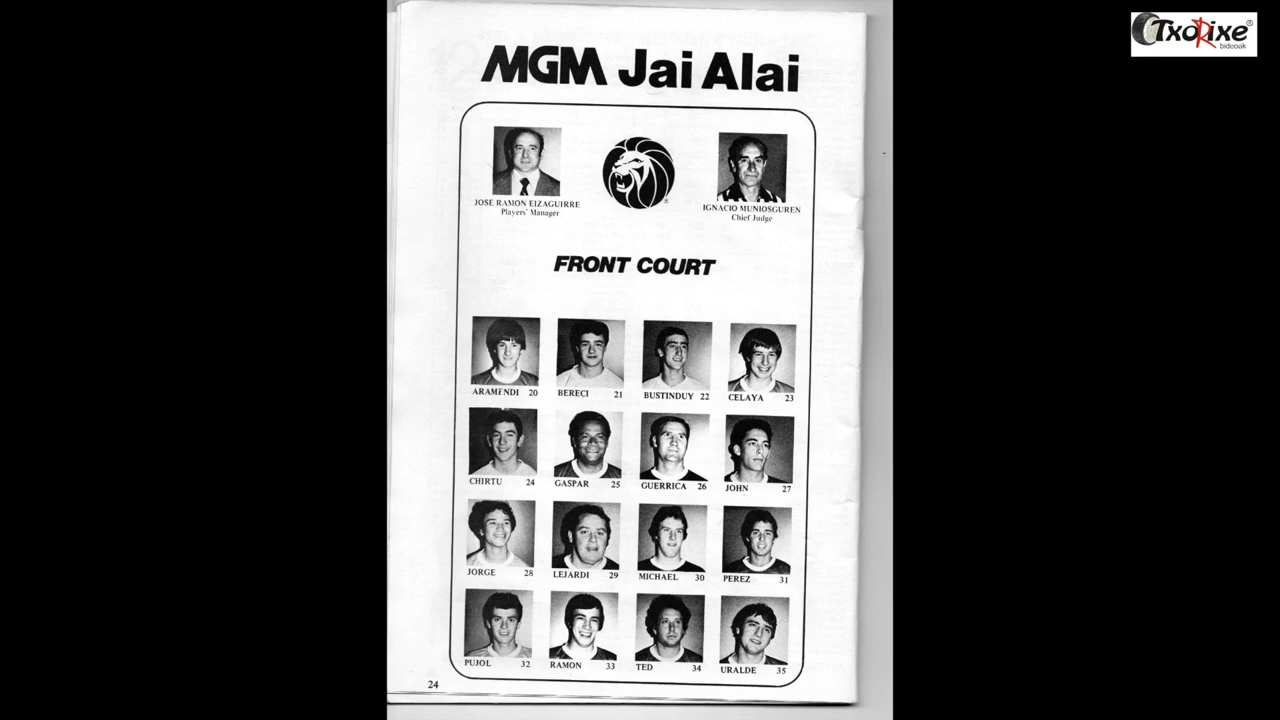 TxoRixe®
bideoak
MGM Jai Alai
JOSE RAMON EIZAGUIRRE
Players' Manager
®
IGNACIO MUNIOSGUREN
Chief Judge
FRONT COURT
ARAMENDI 20
BERECI 21
BUSTINDUY 22
CELAYA 23
CHIRTU 24
GASPAR 25
GUERRICA 26
JOHN 27
JORGE 28
LEJARDI 29
MICHAEL 30
PEREZ 31
PUJOL 32
RAMON 33
TED 34
URALDE 35
24